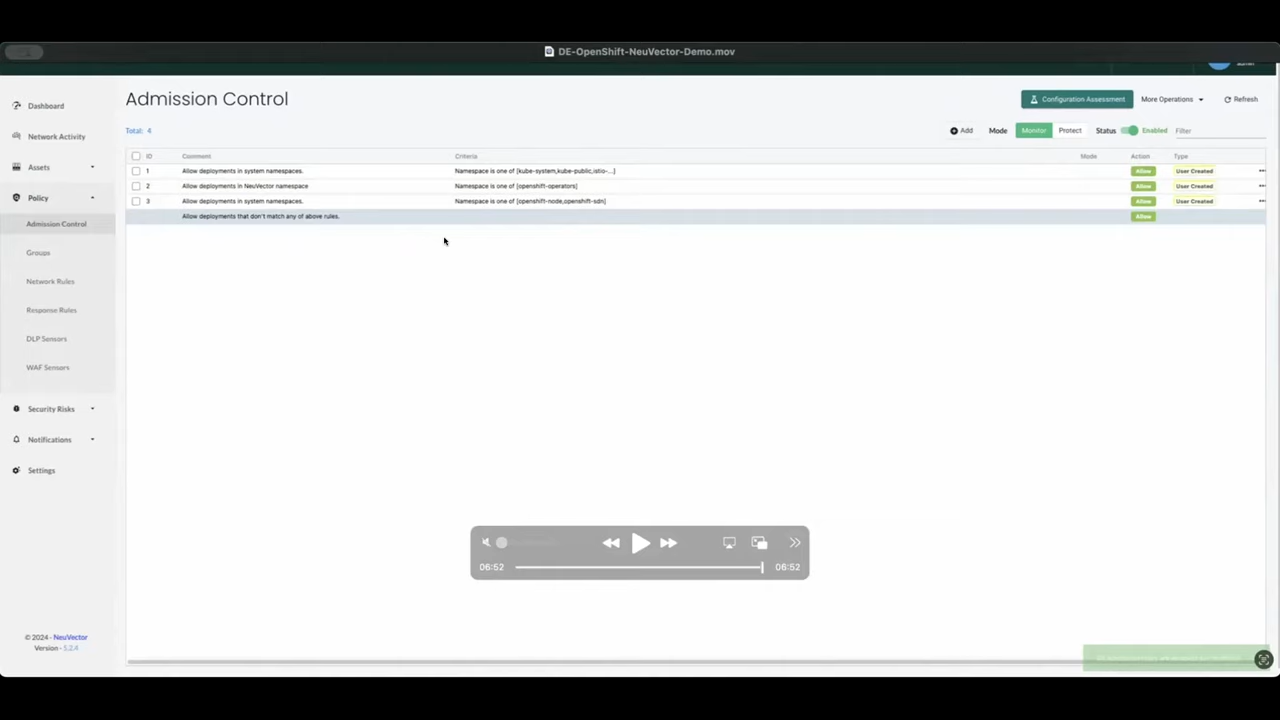 DE-OpenShift-NeuVector-Demo.mov
Admission Control
Configuration Assessment
More Operations
Refresh
Total: 4
Add
Mode
Monitor
Protect
Status
Enabled
Filter
ID Comment Criteria Mode Action Type
1 Allow deployments in system namespaces. Namespace is one of [kube-system,kube-public,istio-...] Allow User Created
2 Allow deployments in NeuVector namespace Namespace is one of [openshift-operators] Allow User Created
3 Allow deployments in system namespaces. Namespace is one of [openshift-node,openshift-sdn] Allow User Created
Allow deployments that don't match any of above rules. Allow
Dashboard
Network Activity
Assets
Policy
Admission Control
Groups
Network Rules
Response Rules
DLP Sensors
WAF Sensors
Security Risks
Notifications
Settings
06:52
06:52
© 2024 - NeuVector
Version - 5.2.4